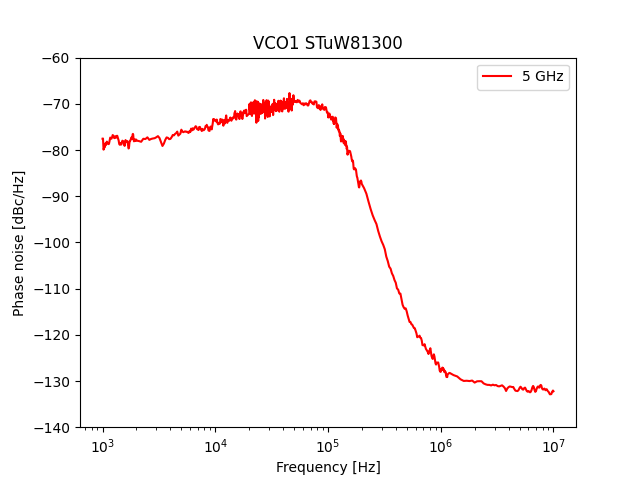 VCO1 STuW81300
5 GHz
−60
−70
−80
−90
−100
−110
−120
−130
−140
Phase noise [dBc/Hz]
10³ 10⁴ 10⁵ 10⁶ 10⁷
Frequency [Hz]